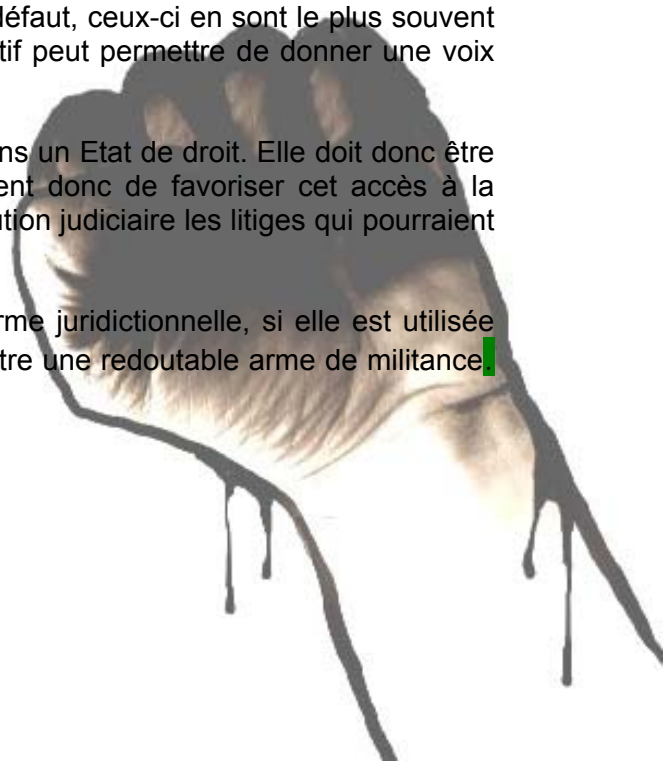 défaut, ceux-ci en sont le plus souvent
tif peut permettre de donner une voix
ns un Etat de droit. Elle doit donc être
ent donc de favoriser cet accès à la
ution judiciaire les litiges qui pourraient
rme juridictionnelle, si elle est utilisée
tre une redoutable arme de militance.